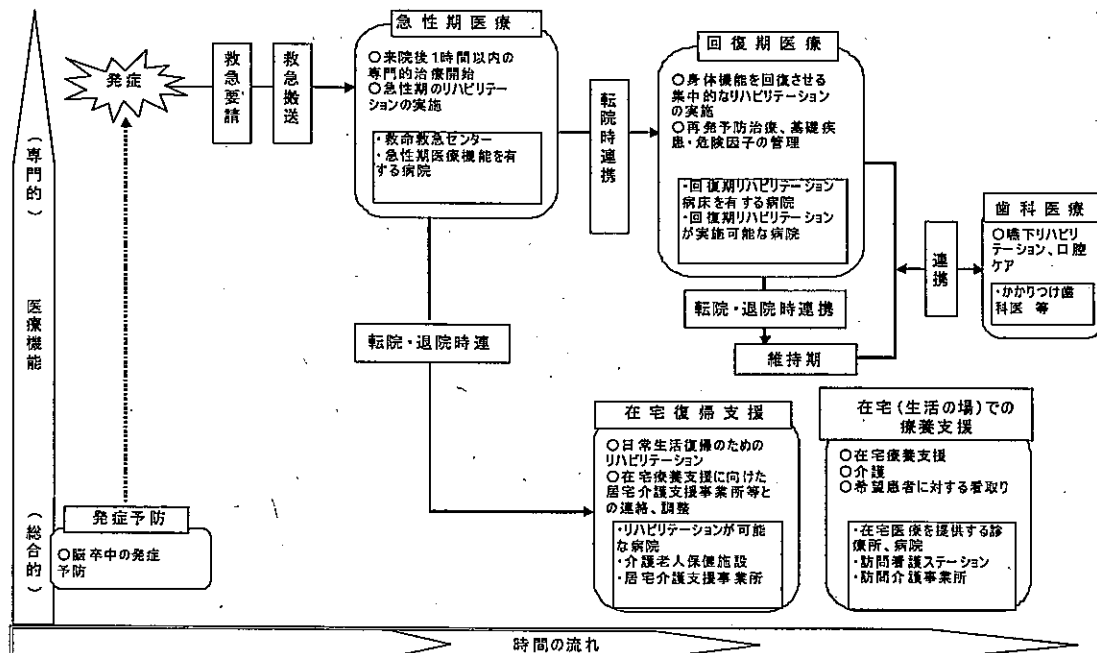 急性期医療
○来院後1時間以内の
専門的治療開始
○急性期のリハビリテー
ションの実施
・救命救急センター
・急性期医療機能を有
する病院
発症
救急要請
救急搬送
転院時連携
回復期医療
○身体機能を回復させる
集中的なリハビリテーション
の実施
○再発予防治療、基礎疾
患・危険因子の管理
・回復期リハビリテーション
病床を有する病院
・回復期リハビリテーション
が実施可能な病院
歯科医療
○嚥下リハビリ
テーション、口腔
ケア
・かかりつけ歯
科医 等
連携
転院・退院時連携
維持期
転院・退院時連
(専門的)
医療機能
(総合的)
発症予防
○脳卒中の発症
予防
在宅復帰支援
○日常生活復帰のための
リハビリテーション
○在宅療養支援に向けた
居宅介護支援事業所等と
の連絡、調整
・リハビリテーションが可能
な病院
・介護老人保健施設
・居宅介護支援事業所
在宅(生活の場)での
療養支援
○在宅療養支援
○介護
○希望患者に対する看取り
・在宅医療を提供する診
療所、病院
・訪問看護ステーション
・訪問介護事業所
時間の流れ